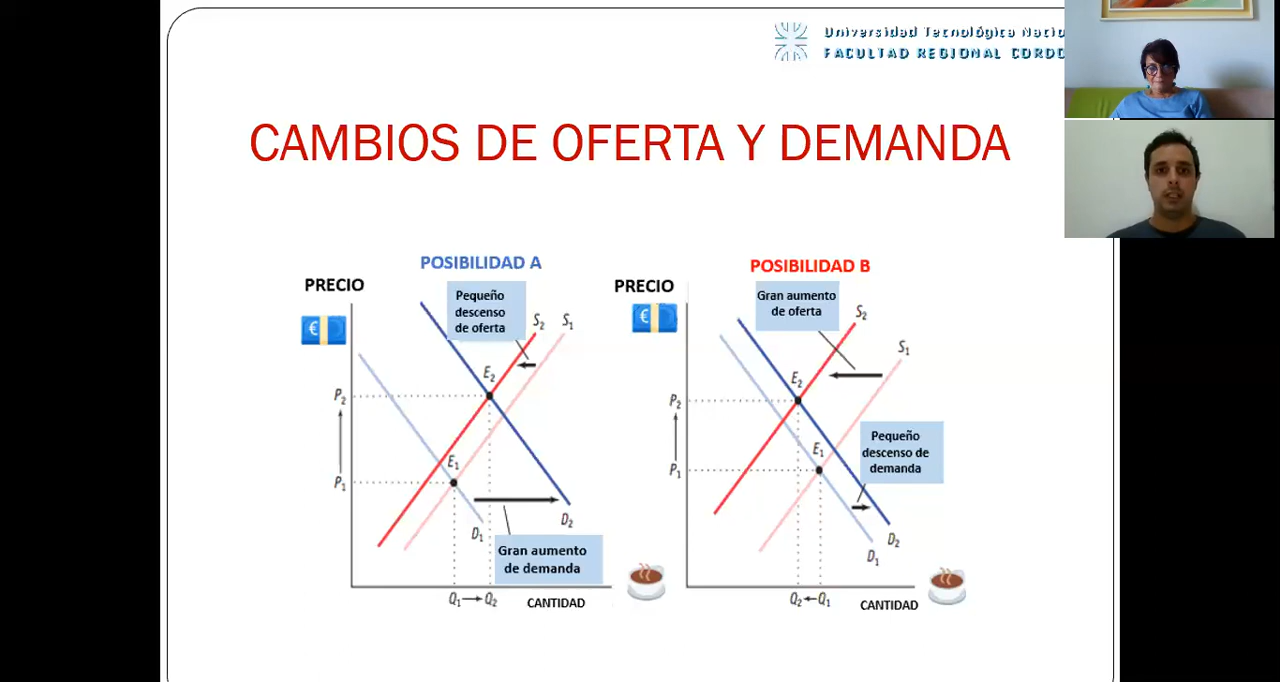 Universidad Tecnológica Nacio
FACULTAD REGIONAL CORDO
CAMBIOS DE OFERTA Y DEMANDA
POSIBILIDAD A
PRECIO
€
Pequeño
descenso
de oferta
S2
S1
E2
P2
E1
P1
D1
D2
Gran aumento
de demanda
Q1
Q2
CANTIDAD
POSIBILIDAD B
PRECIO
€
Gran aumento
de oferta
S2
S1
E2
P2
E1
P1
Pequeño
descenso de
demanda
D2
D1
Q2
Q1
CANTIDAD